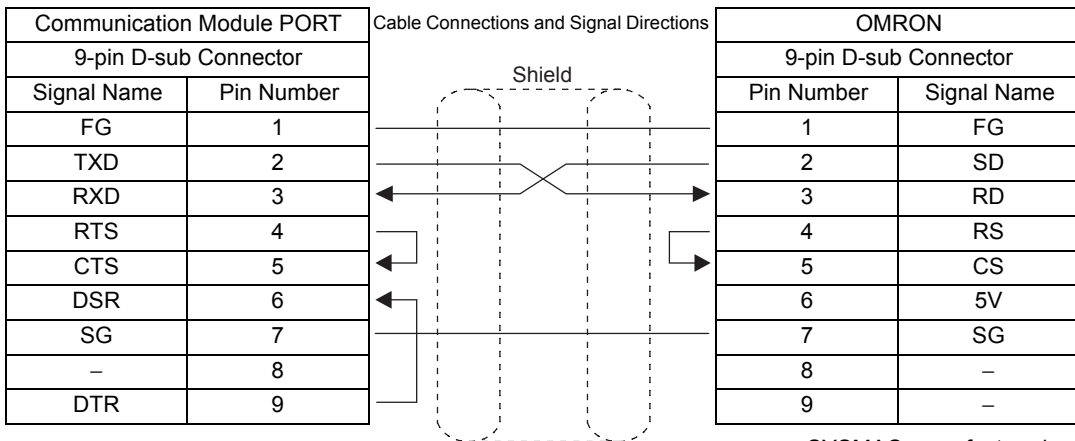 Communication Module PORT Cable Connections and Signal Directions OMRON
9-pin D-sub Connector 9-pin D-sub Connector
Shield
Signal Name Pin Number Pin Number Signal Name
FG 1 1 FG
TXD 2 2 SD
RXD 3 3 RD
RTS 4 4 RS
CTS 5 5 CS
DSR 6 6 5V
SG 7 7 SG
– 8 8 –
DTR 9 9 –